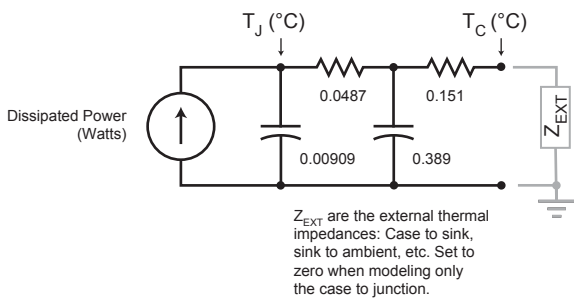 T_J (°C)
T_C (°C)
0.0487
0.151
Dissipated Power
(Watts)
Z_EXT
0.00909
0.389
Z_EXT are the external thermal
impedances: Case to sink,
sink to ambient, etc. Set to
zero when modeling only
the case to junction.